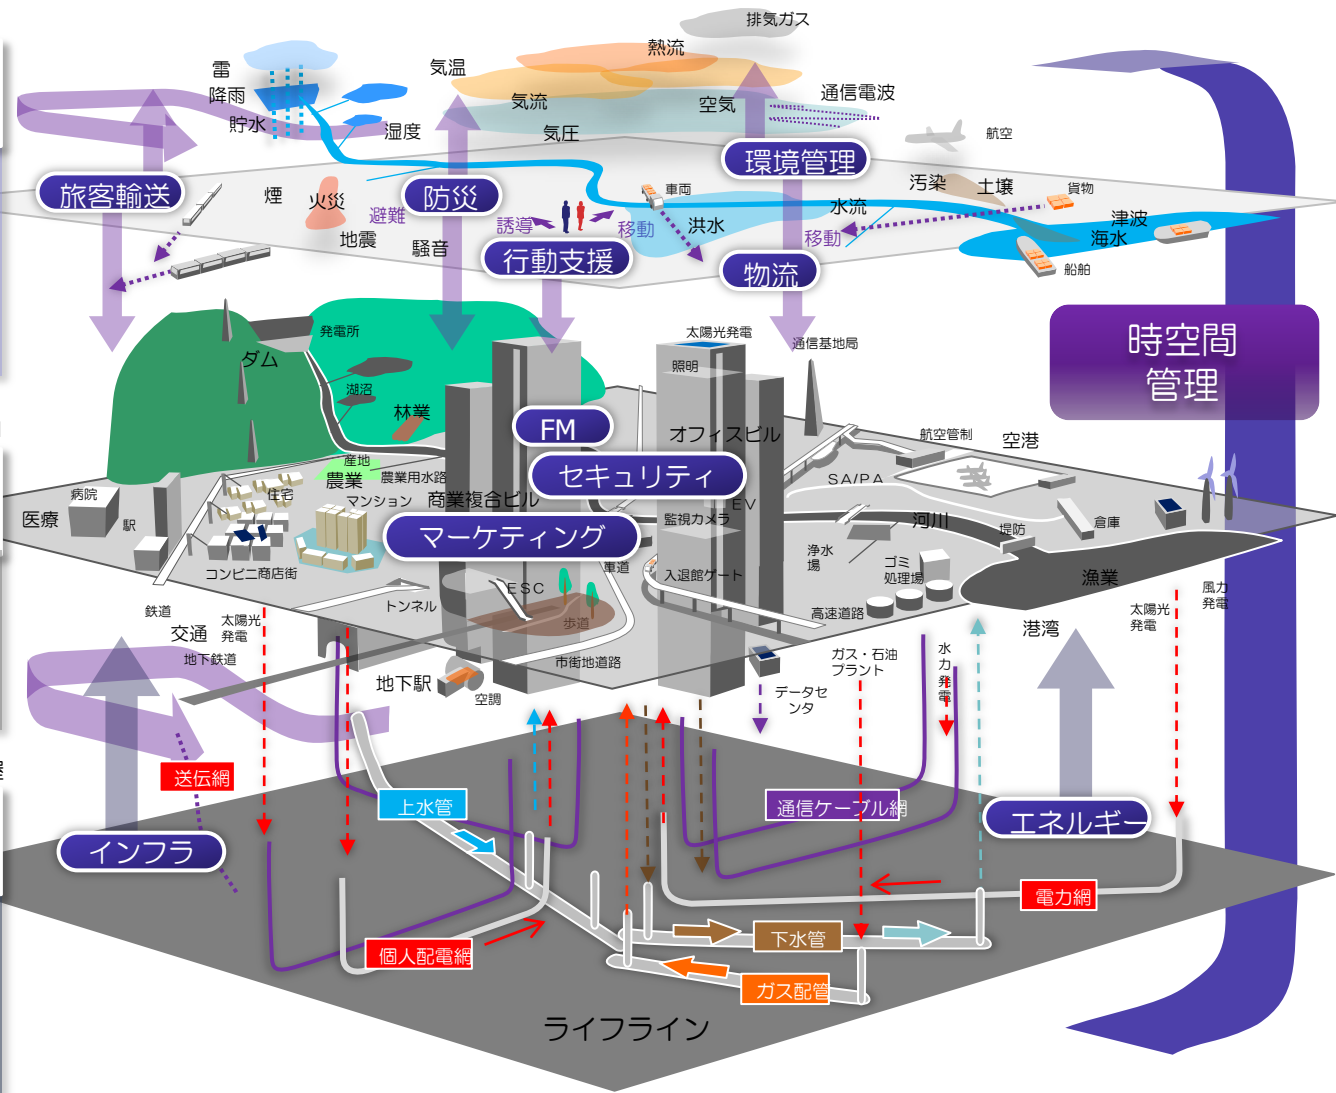 排気ガス
熱流
雷
気温
降雨
気流
空気
通信電波
貯水
湿度
気圧
航空
環境管理
旅客輸送
煙
火災
防災
車両
汚染
土壌
貨物
避難
誘導
移動
洪水
水流
移動
津波
海水
地震
騒音
行動支援
物流
船舶
時空間
管理
発電所
太陽光発電
通信基地局
ダム
照明
湖沼
林業
FM
オフィスビル
航空管制
空港
産地
農業
農業用水路
セキュリティ
SA/PA
病院
住宅
マンション
商業複合ビル
EV
医療
駅
監視カメラ
河川
堤防
倉庫
マーケティング
コンビニ
商店街
車道
入退館ゲート
浄水
場
ゴミ
処理場
漁業
ESC
トンネル
風力
発電
鉄道
太陽光
発電
歩道
高速道路
太陽光
発電
交通
港湾
地下鉄道
市街地道路
ガス・石油
プラント
水力発電
地下駅
空調
データセ
ンタ
送伝網
上水管
通信ケーブル網
エネルギー
インフラ
電力網
個人配電網
下水管
ガス配管
ライフライン